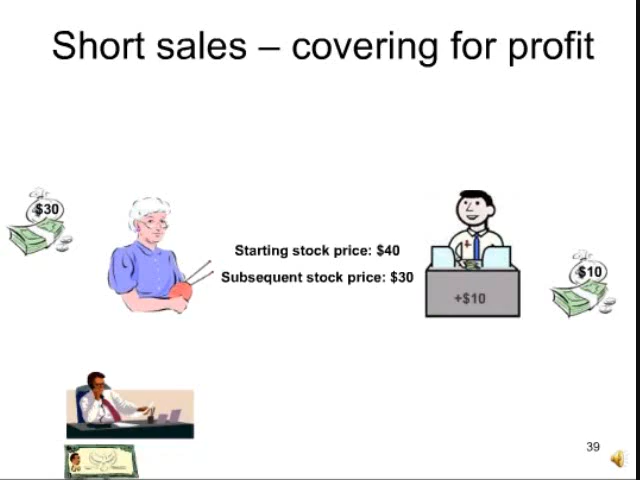 Short sales – covering for profit
$30
Starting stock price: $40
Subsequent stock price: $30
$10
+$10
39